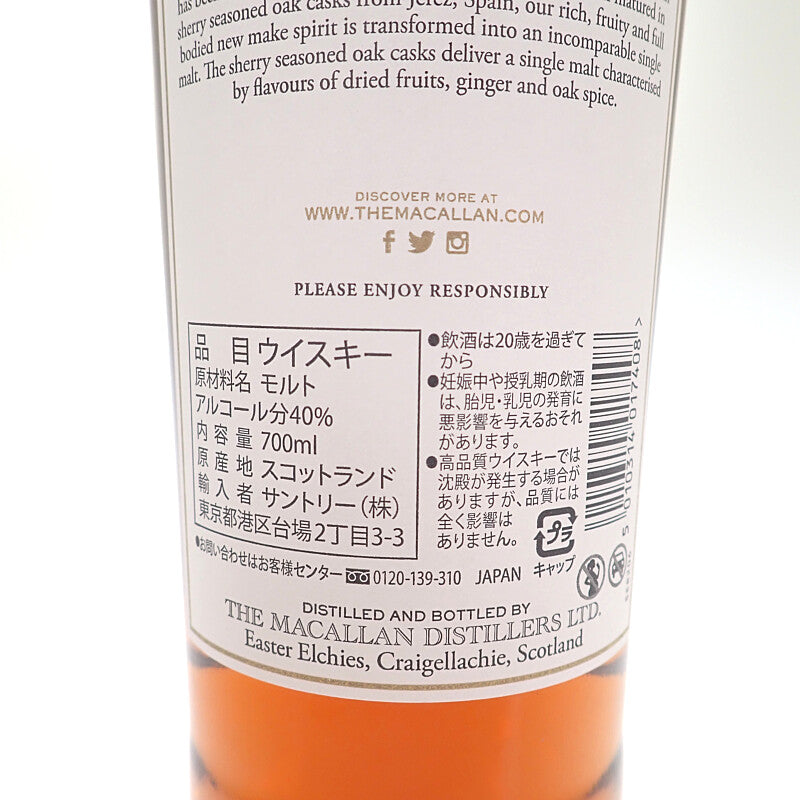 has been matured in
sherry seasoned oak casks from Jerez, Spain, our rich, fruity and full
bodied new make spirit is transformed into an incomparable single
malt. The sherry seasoned oak casks deliver a single malt characterised
by flavours of dried fruits, ginger and oak spice.
DISCOVER MORE AT
WWW.THEMACALLAN.COM
PLEASE ENJOY RESPONSIBLY
品目 ウイスキー
原材料名 モルト
アルコール分40%
内容量 700ml
原産地 スコットランド
輸入者 サントリー(株)
東京都港区台場2丁目3-3
●飲酒は20歳を過ぎて
から
●妊娠中や授乳期の飲酒
は、胎児・乳児の発育に
悪影響を与えるおそれ
があります。
●高品質ウイスキーでは
沈殿が発生する場合が
ありますが、品質には
全く影響は
ありません。
プラ
キャップ
5 010314 017408 >
●お問い合わせはお客様センター 0120-139-310 JAPAN
DISTILLED AND BOTTLED BY
THE MACALLAN DISTILLERS LTD.
Easter Elchies, Craigellachie, Scotland